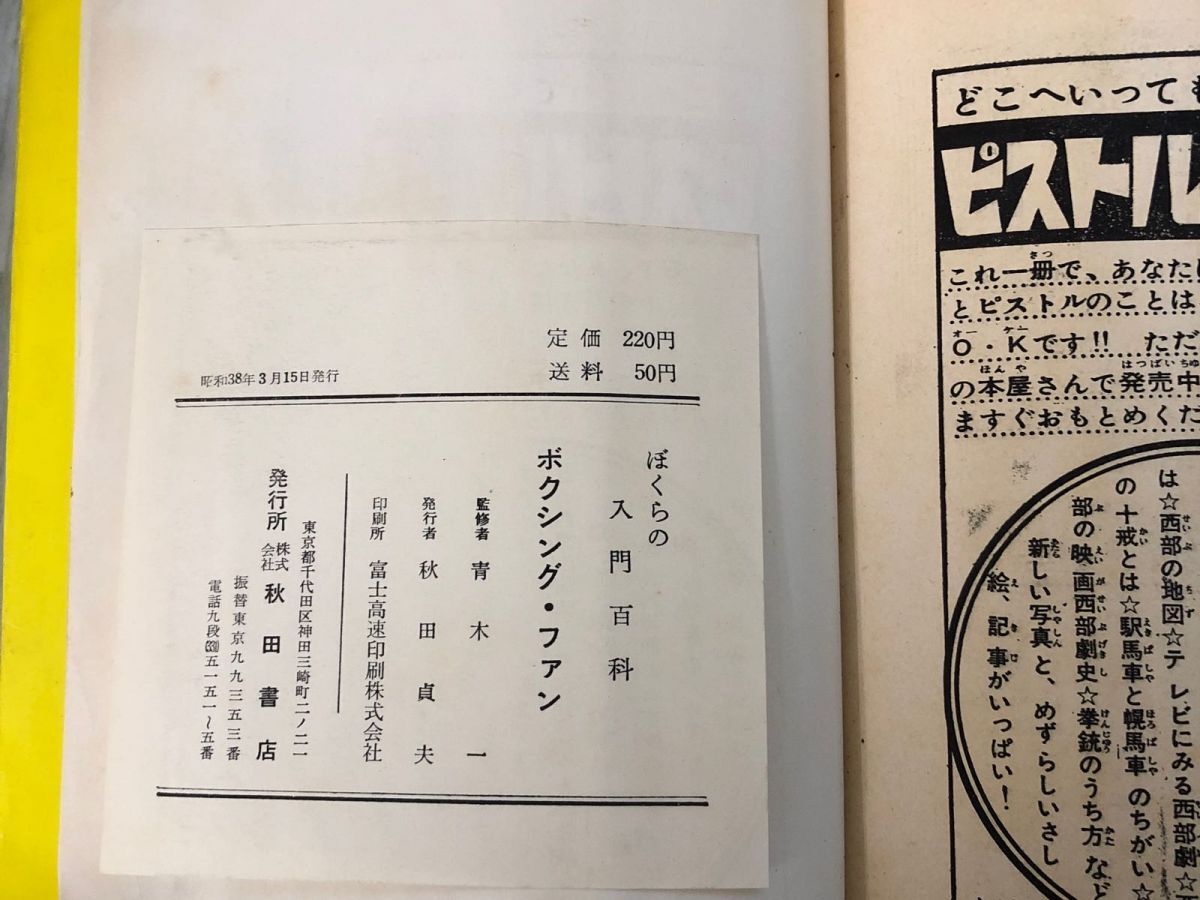 定価 220円
送料 50円
昭和38年3月15日発行
ぼくらの
入門百科
ボクシング・ファン
監修者 青木一
発行者 秋田貞夫
印刷所 富士高速印刷株式会社
東京都千代田区神田三崎町二ノ二一
発行所 株式会社 秋田書店
振替東京九九三五三番
電話九段(331)五一五一〜五番
どこへいっても
ピストル
これ一冊で、あなた
とピストルのことは
O・Kです!! ただ
の本屋さんで発売中
ますぐおもとめくだ
は☆西部の地図☆テレビにみる西部劇☆
の十戒とは☆駅馬車と幌馬車のちがい☆
部の映画西部劇史☆拳銃のうち方など
新しい写真と、めずらしいさし
絵、記事がいっぱい!